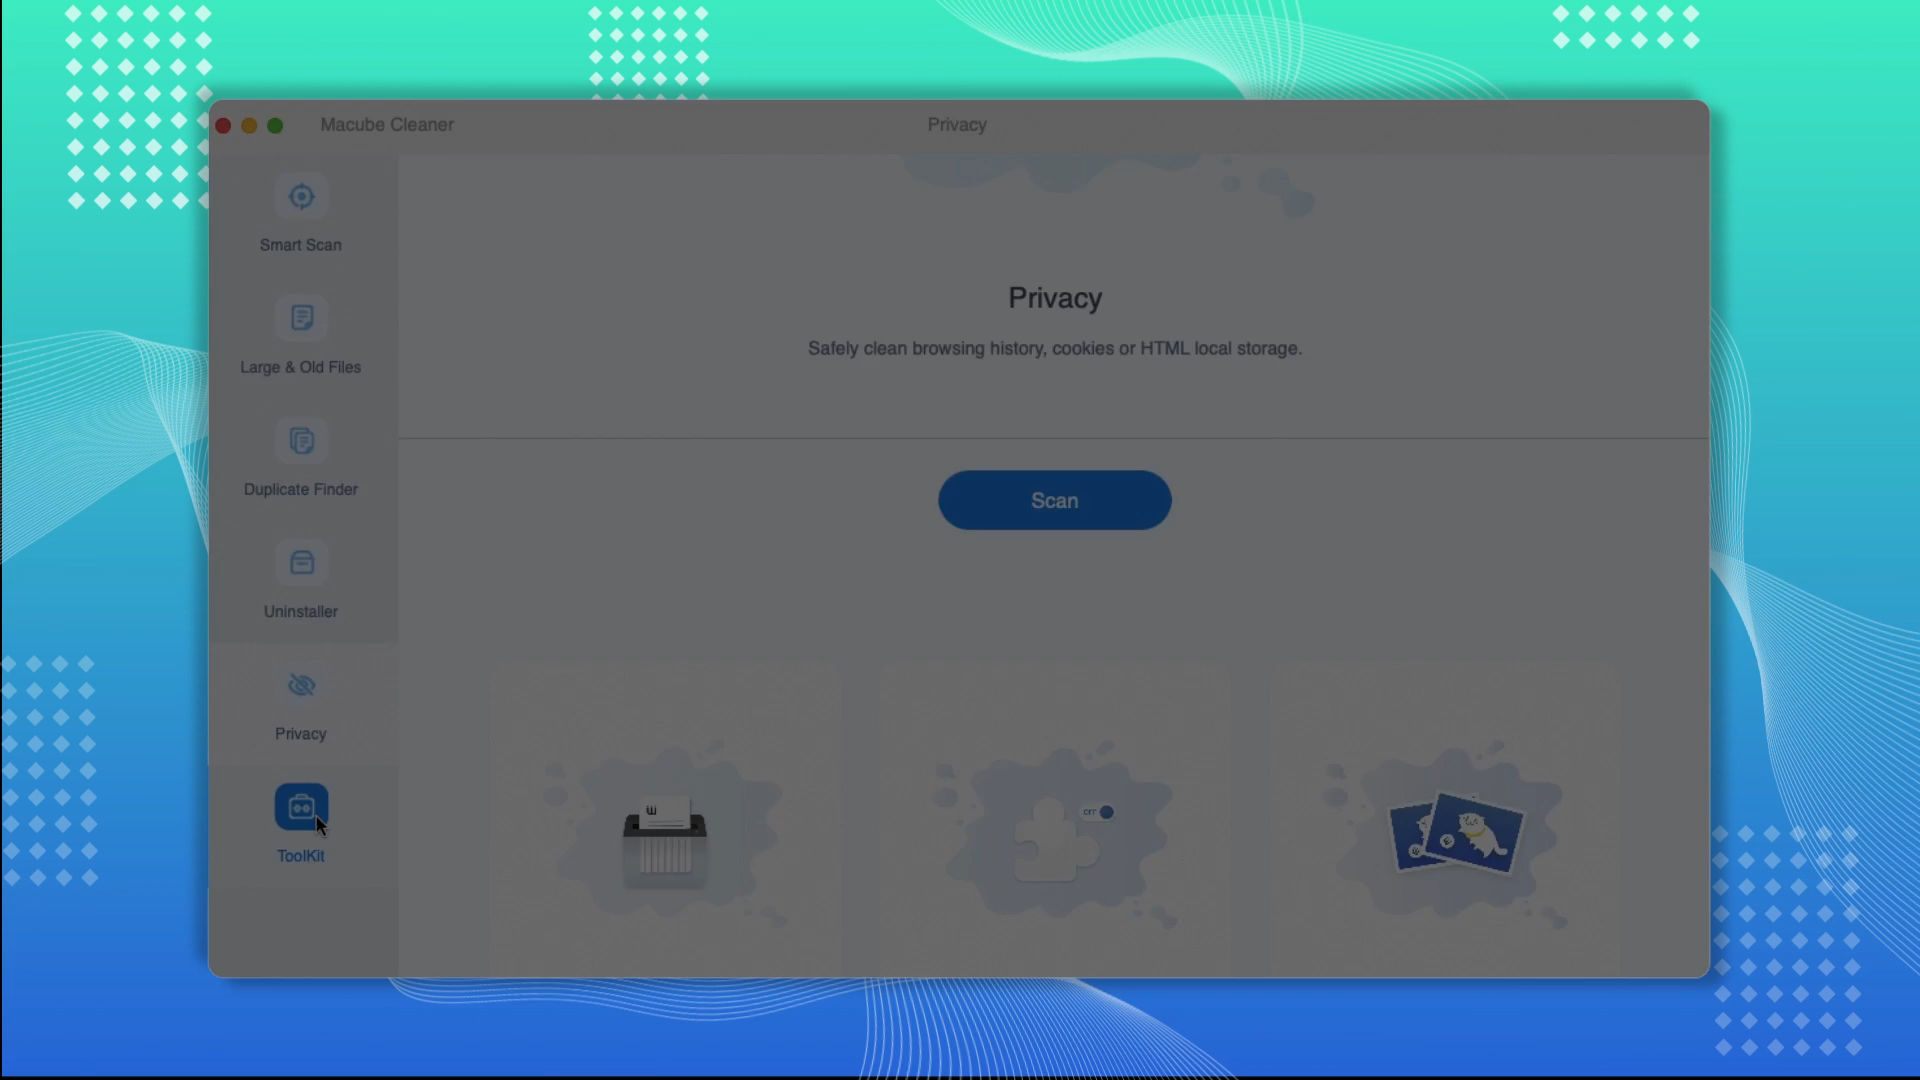 Macube Cleaner
Privacy
Smart Scan
Large & Old Files
Duplicate Finder
Uninstaller
Privacy
ToolKit
Privacy
Safely clean browsing history, cookies or HTML local storage.
Scan
OFF